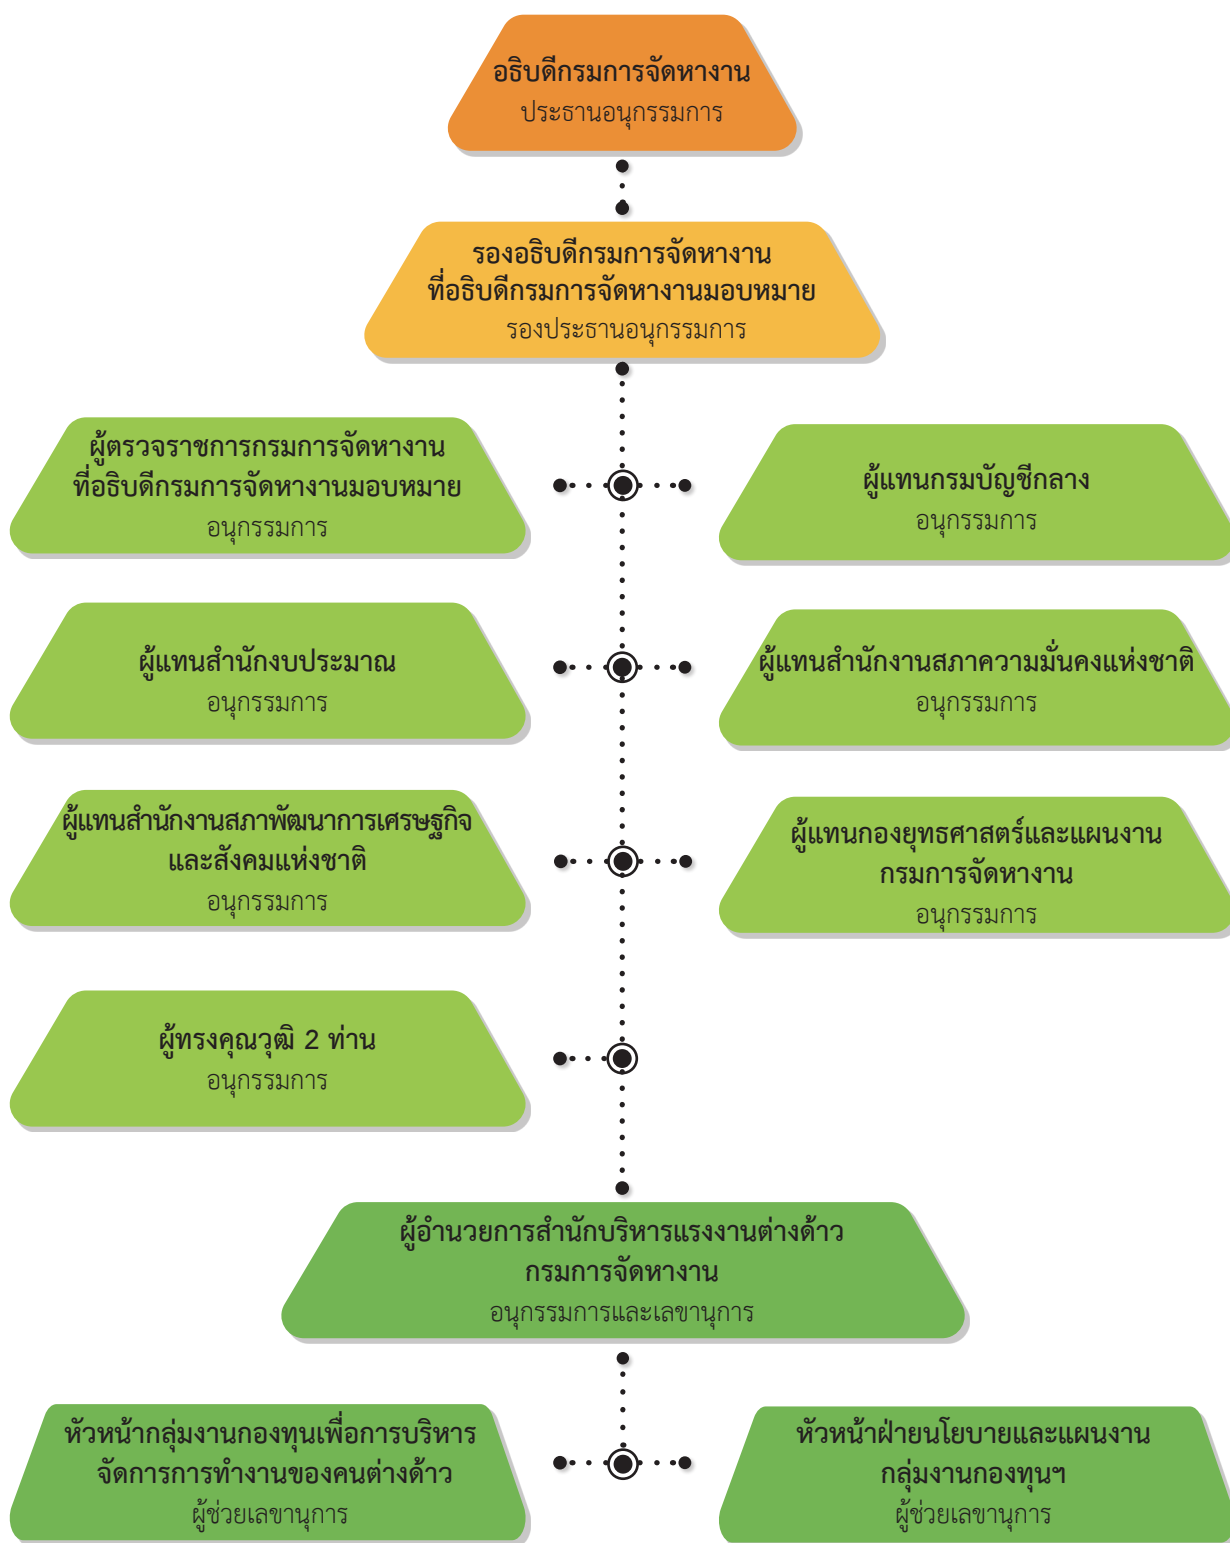 อธิบดีกรมการจัดหางาน
ประธานอนุกรรมการ
รองอธิบดีกรมการจัดหางาน
ที่อธิบดีกรมการจัดหางานมอบหมาย
รองประธานอนุกรรมการ
ผู้ตรวจราชการกรมการจัดหางาน
ที่อธิบดีกรมการจัดหางานมอบหมาย
อนุกรรมการ
ผู้แทนกรมบัญชีกลาง
อนุกรรมการ
ผู้แทนสำนักงบประมาณ
อนุกรรมการ
ผู้แทนสำนักงานสภาความมั่นคงแห่งชาติ
อนุกรรมการ
ผู้แทนสำนักงานสภาพัฒนาการเศรษฐกิจ
และสังคมแห่งชาติ
อนุกรรมการ
ผู้แทนกองยุทธศาสตร์และแผนงาน
กรมการจัดหางาน
อนุกรรมการ
ผู้ทรงคุณวุฒิ 2 ท่าน
อนุกรรมการ
ผู้อำนวยการสำนักบริหารแรงงานต่างด้าว
กรมการจัดหางาน
อนุกรรมการและเลขานุการ
หัวหน้ากลุ่มงานกองทุนเพื่อการบริหาร
จัดการการทำงานของคนต่างด้าว
ผู้ช่วยเลขานุการ
หัวหน้าฝ่ายนโยบายและแผนงาน
กลุ่มงานกองทุนฯ
ผู้ช่วยเลขานุการ